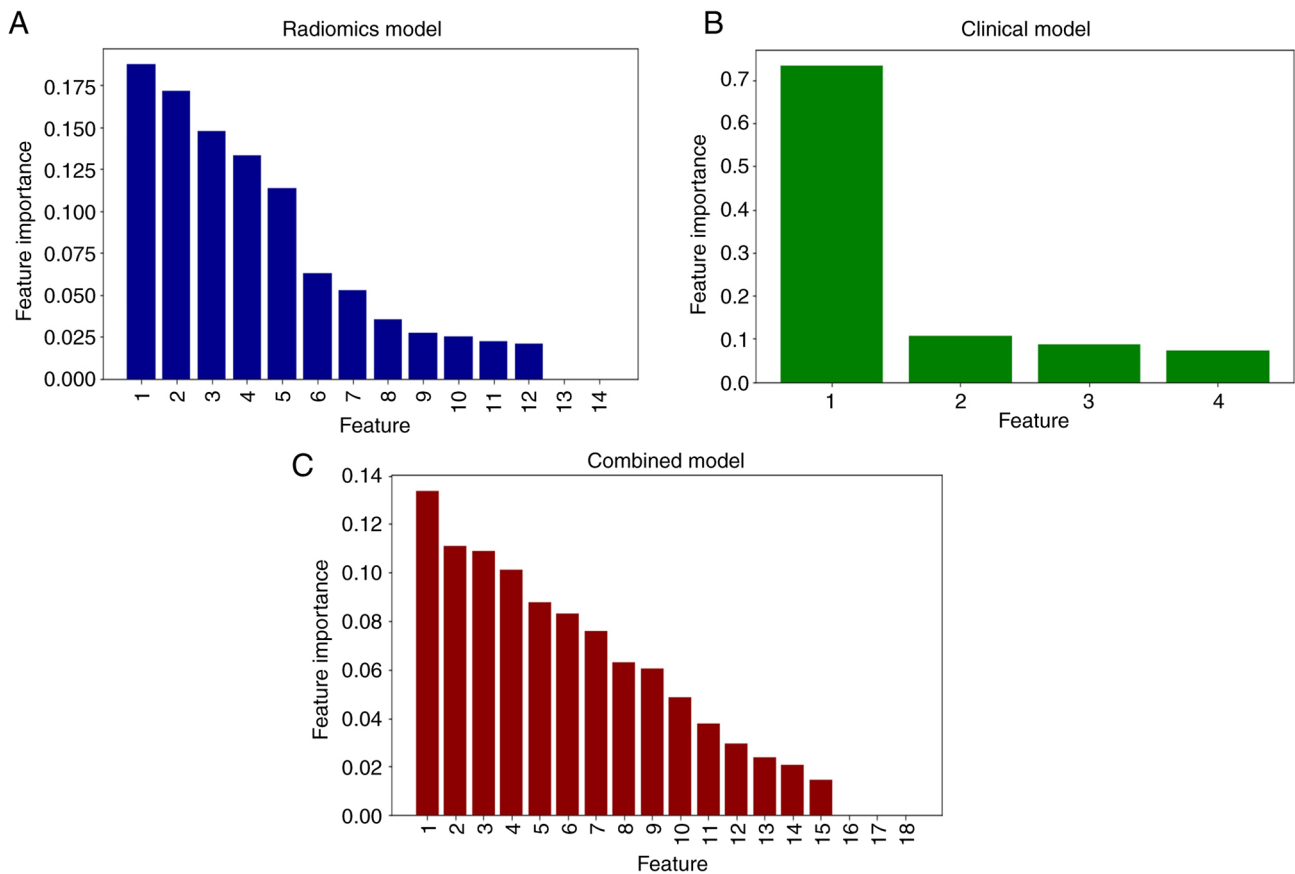 A
Radiomics model
Feature importance
0.175
0.150
0.125
0.100
0.075
0.050
0.025
0.000
1 2 3 4 5 6 7 8 9 10 11 12 13 14
Feature
B
Clinical model
Feature importance
0.7
0.6
0.5
0.4
0.3
0.2
0.1
0.0
1 2 3 4
Feature
C
Combined model
Feature importance
0.14
0.12
0.10
0.08
0.06
0.04
0.02
0.00
1 2 3 4 5 6 7 8 9 10 11 12 13 14 15 16 17 18
Feature